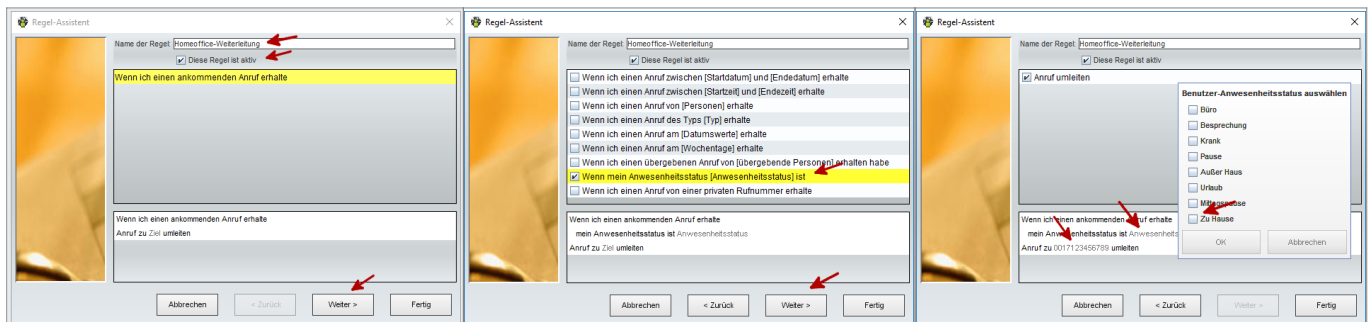 Regel-Assistent
Name der Regel: Homeoffice-Weiterleitung
Diese Regel ist aktiv
Wenn ich einen ankommenden Anruf erhalte
Wenn ich einen ankommenden Anruf erhalte
Anruf zu Ziel umleiten
Abbrechen
< Zurück
Weiter >
Fertig
Regel-Assistent
Name der Regel: Homeoffice-Weiterleitung
Diese Regel ist aktiv
Wenn ich einen Anruf zwischen [Startdatum] und [Endedatum] erhalte
Wenn ich einen Anruf zwischen [Startzeit] und [Endezeit] erhalte
Wenn ich einen Anruf von [Personen] erhalte
Wenn ich einen Anruf des Typs [Typ] erhalte
Wenn ich einen Anruf am [Datumswerte] erhalte
Wenn ich einen Anruf am [Wochentage] erhalte
Wenn ich einen übergebenen Anruf von [übergebende Personen] erhalten habe
Wenn mein Anwesenheitsstatus [Anwesenheitsstatus] ist
Wenn ich einen Anruf von einer privaten Rufnummer erhalte
Wenn ich einen ankommenden Anruf erhalte
mein Anwesenheitsstatus ist Anwesenheitsstatus
Anruf zu Ziel umleiten
Abbrechen
< Zurück
Weiter >
Fertig
Regel-Assistent
Name der Regel: Homeoffice-Weiterleitung
Diese Regel ist aktiv
Anruf umleiten
Benutzer-Anwesenheitsstatus auswählen
Büro
Besprechung
Krank
Pause
Außer Haus
Urlaub
Mittagspause
Zu Hause
OK
Abbrechen
Wenn ich einen ankommenden Anruf erhalte
mein Anwesenheitsstatus ist Anwesenheits
Anruf zu 0017123456789 umleiten
Abbrechen
< Zurück
Weiter >
Fertig